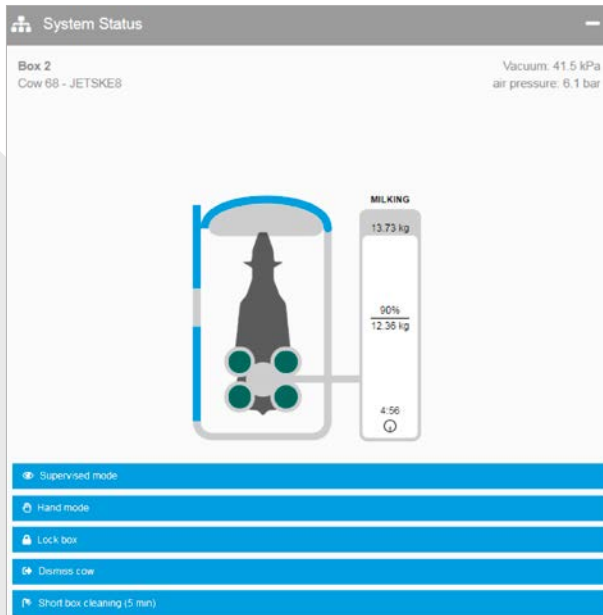 System Status
Box 2
Cow 68 - JETSKE8
Vacuum: 41.5 kPa
air pressure: 6.1 bar
MILKING
13.73 kg
90%
12.36 kg
4:56
Supervised mode
Hand mode
Lock box
Dismiss cow
Short box cleaning (5 min)